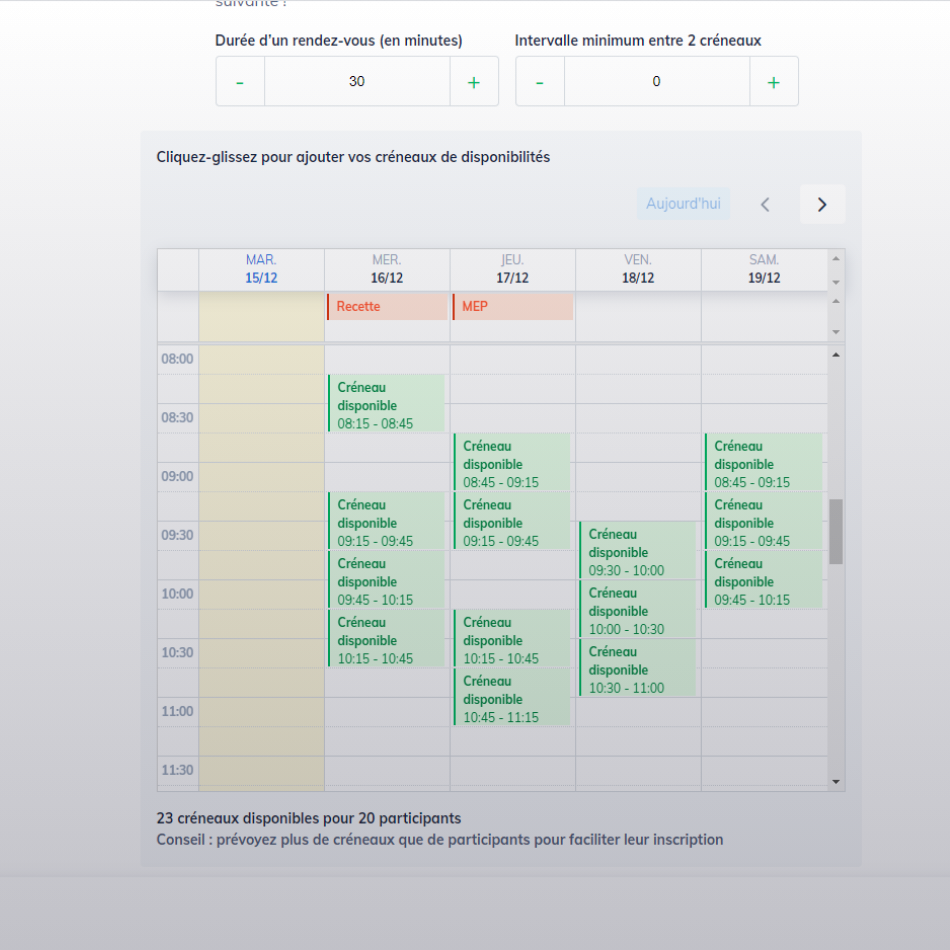 suivante ?
Durée d'un rendez-vous (en minutes) Intervalle minimum entre 2 créneaux
- 30 + - 0 +
Cliquez-glissez pour ajouter vos créneaux de disponibilités
Aujourd'hui
MAR. MER. JEU. VEN. SAM.
15/12 16/12 17/12 18/12 19/12
Recette MEP
08:00
Créneau
disponible
08:15 - 08:45
08:30
Créneau
disponible
08:45 - 09:15
Créneau
disponible
08:45 - 09:15
09:00
Créneau
disponible
09:15 - 09:45
Créneau
disponible
09:15 - 09:45
Créneau
disponible
09:15 - 09:45
09:30
Créneau
disponible
09:30 - 10:00
Créneau
disponible
09:45 - 10:15
Créneau
disponible
09:45 - 10:15
10:00
Créneau
disponible
10:00 - 10:30
Créneau
disponible
10:15 - 10:45
Créneau
disponible
10:15 - 10:45
10:30
Créneau
disponible
10:30 - 11:00
Créneau
disponible
10:45 - 11:15
11:00
11:30
23 créneaux disponibles pour 20 participants
Conseil : prévoyez plus de créneaux que de participants pour faciliter leur inscription